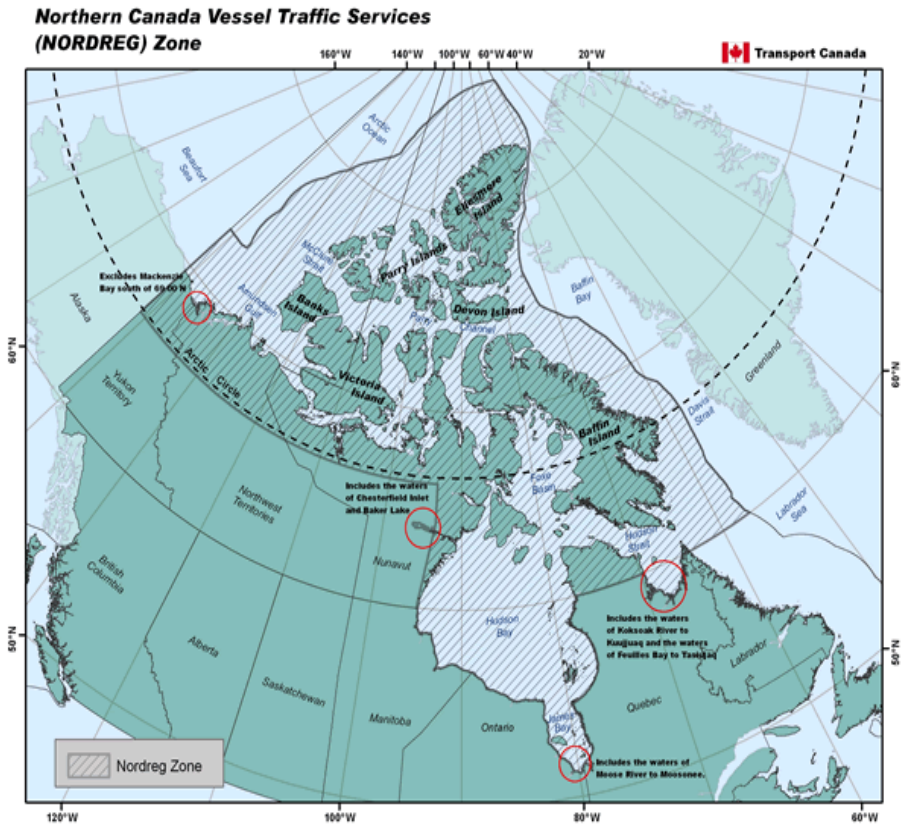 Northern Canada Vessel Traffic Services
(NORDREG) Zone
Transport Canada
160°W
140°W
100°W
60°W
40°W
20°W
Arctic
Ocean
Beaufort
Sea
Ellesmere
Island
McClure
Strait
Parry Islands
Excludes Mackenzie
Bay south of 69 00 N
Amundsen
Gulf
Banks
Island
Devon Island
Parry
Channel
Baffin
Bay
Alaska
60°N
Arctic Circle
Victoria
Island
Greenland
60°N
Yukon
Territory
Davis
Strait
Baffin
Island
Foxe
Basin
Includes the waters
of Chesterfield Inlet
and Baker Lake
Northwest
Territories
Labrador
Sea
Hudson
Strait
Nunavut
British
Columbia
Hudson
Bay
Includes the waters
of Koksoak River to
Kuujjuaq and the waters
of Feuilles Bay to Tasiujaq
50°N
Alberta
Labrador
50°N
Saskatchewan
Manitoba
Ontario
James
Bay
Quebec
Nordreg Zone
Includes the waters of
Moose River to Moosonee.
120°W
100°W
80°W
60°W